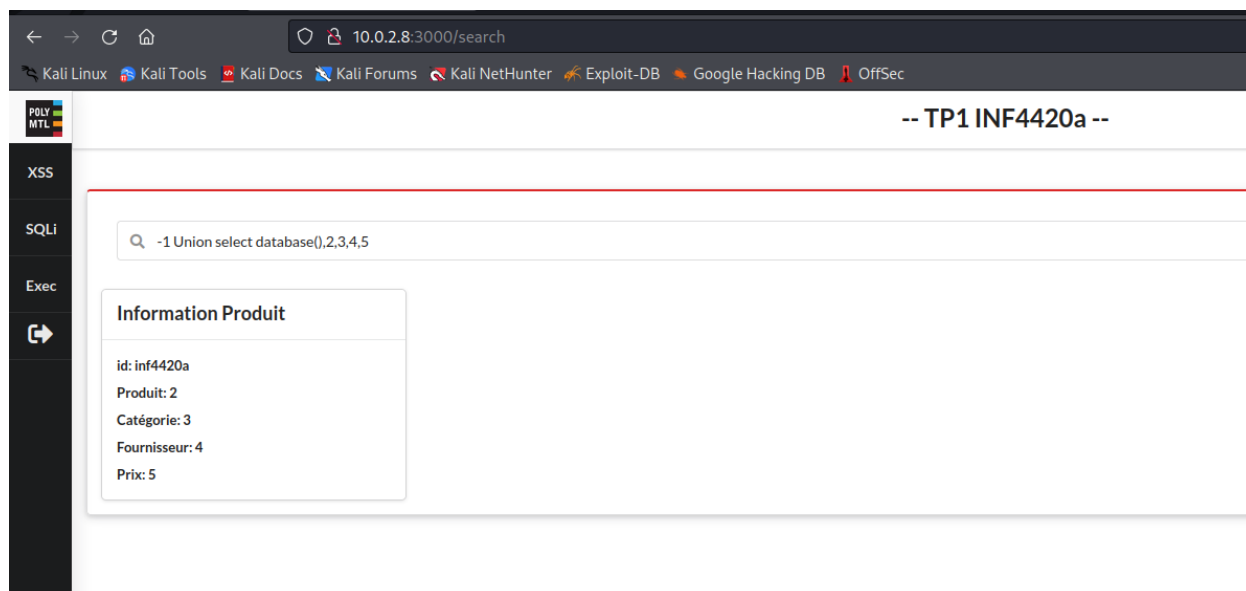 10.0.2.8:3000/search
Kali Linux Kali Tools Kali Docs Kali Forums Kali NetHunter Exploit-DB Google Hacking DB OffSec
POLY
MTL
-- TP1 INF4420a --
XSS
SQLi
-1 Union select database(),2,3,4,5
Exec
Information Produit
id: inf4420a
Produit: 2
Catégorie: 3
Fournisseur: 4
Prix: 5